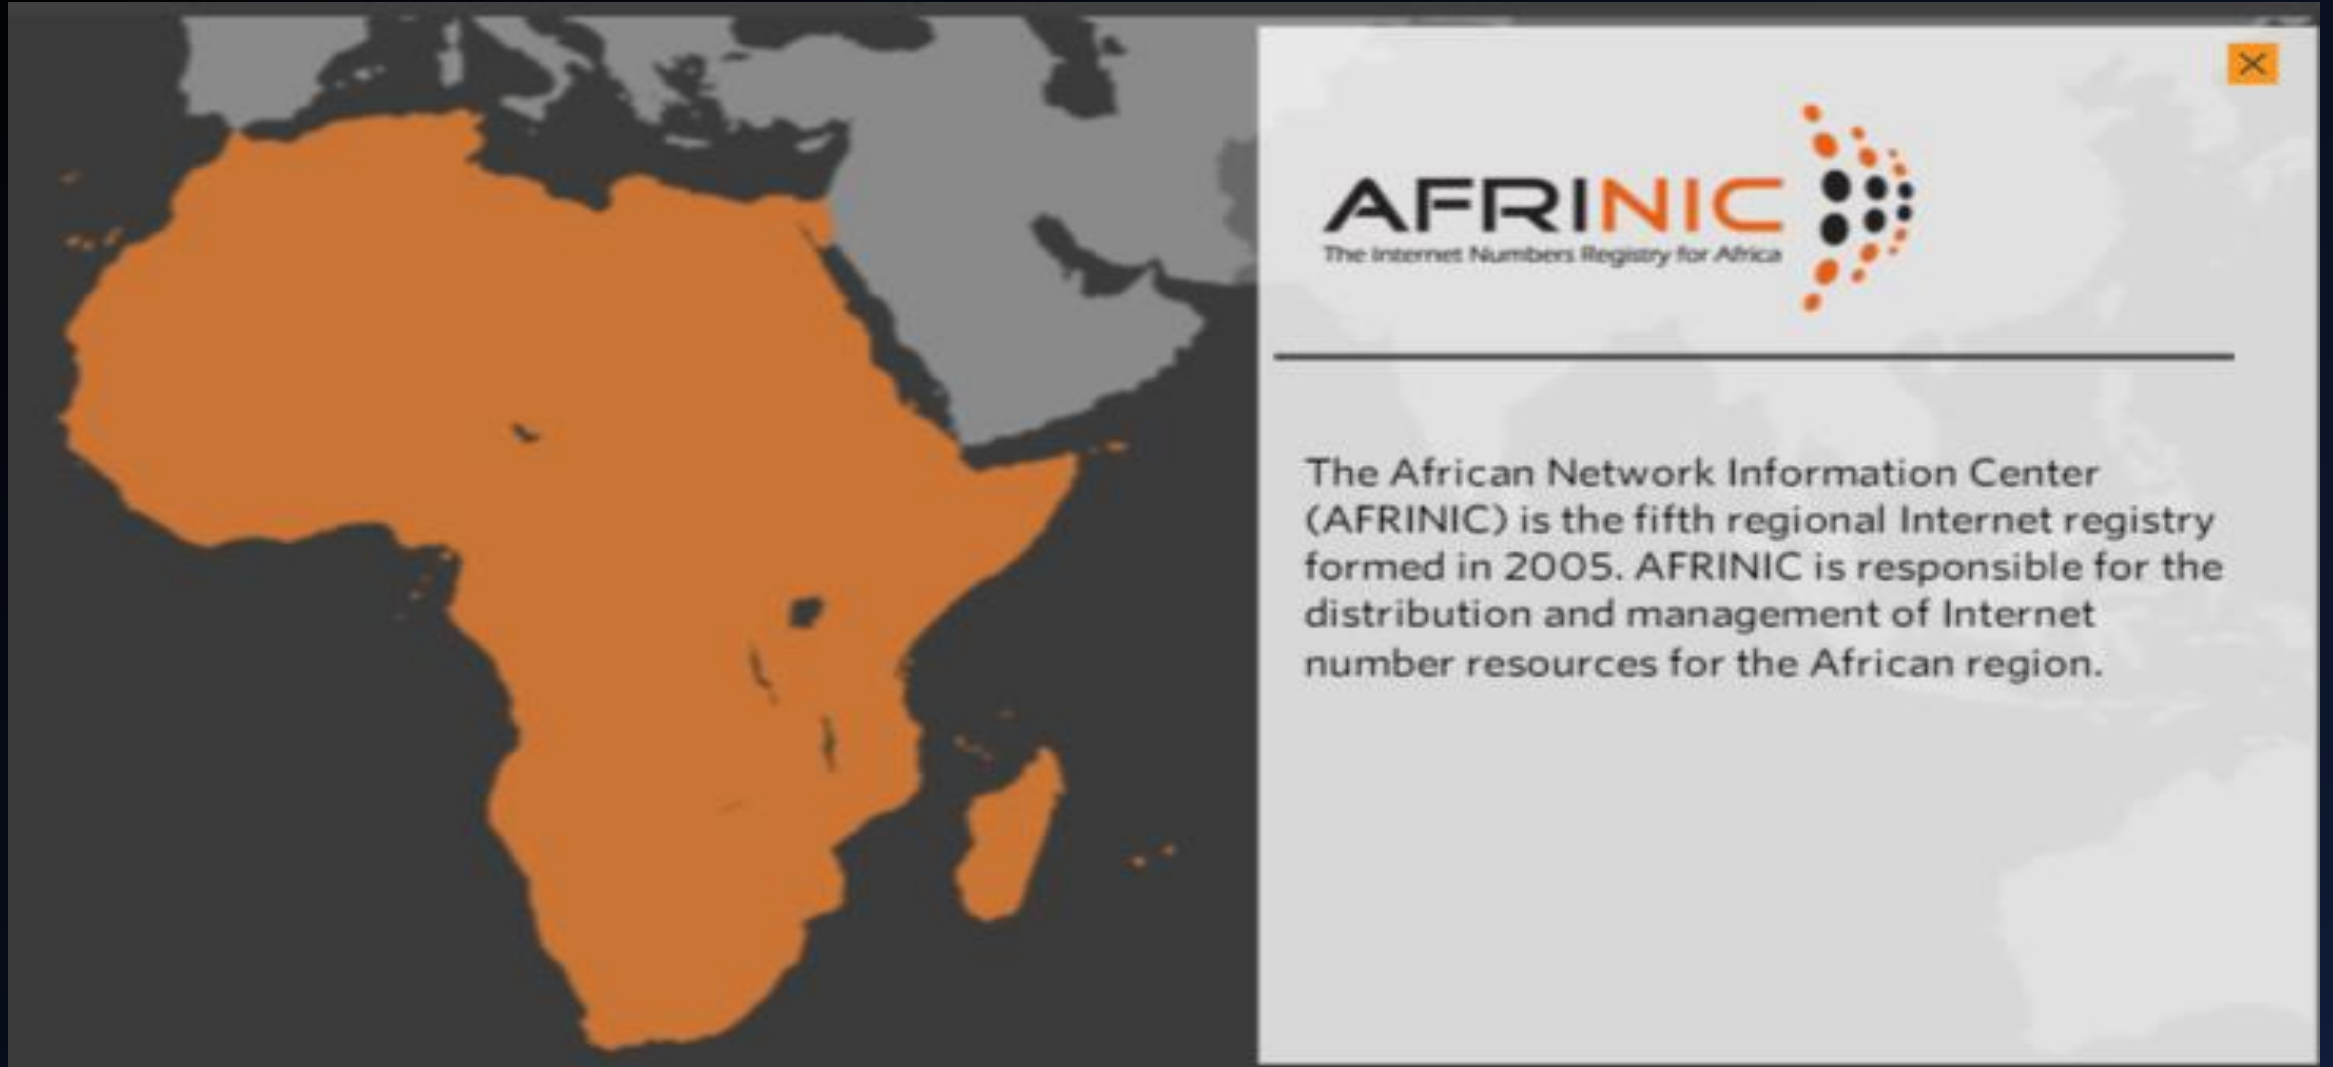 AFRINIC
The Internet Numbers Registry for Africa
The African Network Information Center
(AFRINIC) is the fifth regional Internet registry
formed in 2005. AFRINIC is responsible for the
distribution and management of Internet
number resources for the African region.